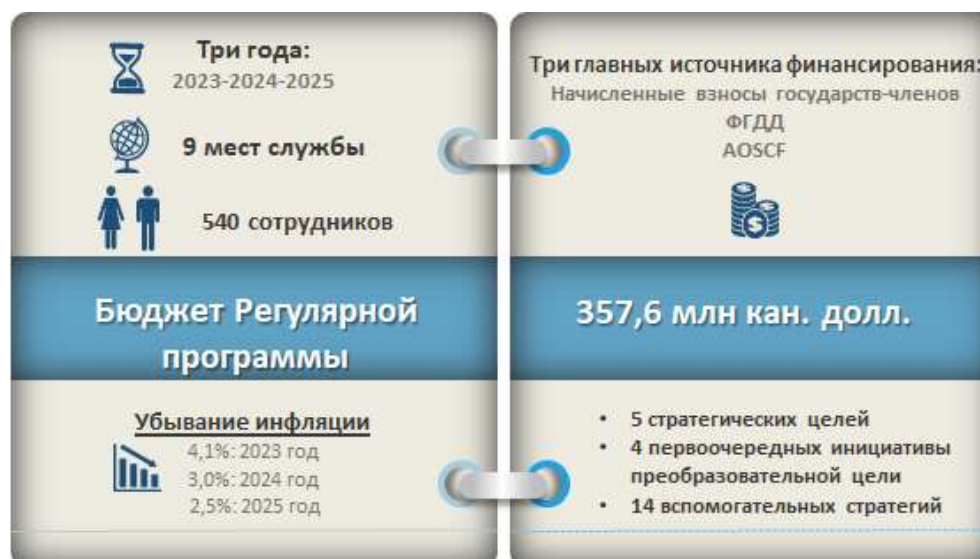 Три года:
2023-2024-2025
9 мест службы
540 сотрудников
Бюджет Регулярной
программы
Убывание инфляции
4,1%: 2023 год
3,0%: 2024 год
2,5%: 2025 год
Три главных источника финансирования:
Начисленные взносы государств-членов
ФГДД
AOSCF
357,6 млн кан. долл.
• 5 стратегических целей
• 4 первоочередных инициативы
преобразовательной цели
• 14 вспомогательных стратегий